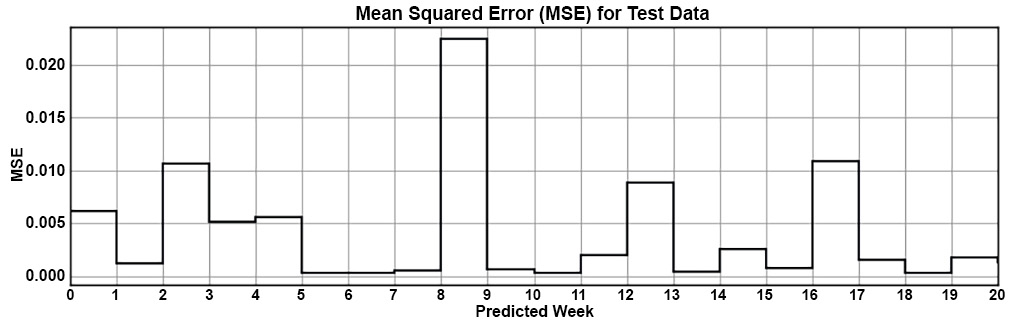 Mean Squared Error (MSE) for Test Data
MSE
0.020
0.015
0.010
0.005
0.000
0 1 2 3 4 5 6 7 8 9 10 11 12 13 14 15 16 17 18 19 20
Predicted Week